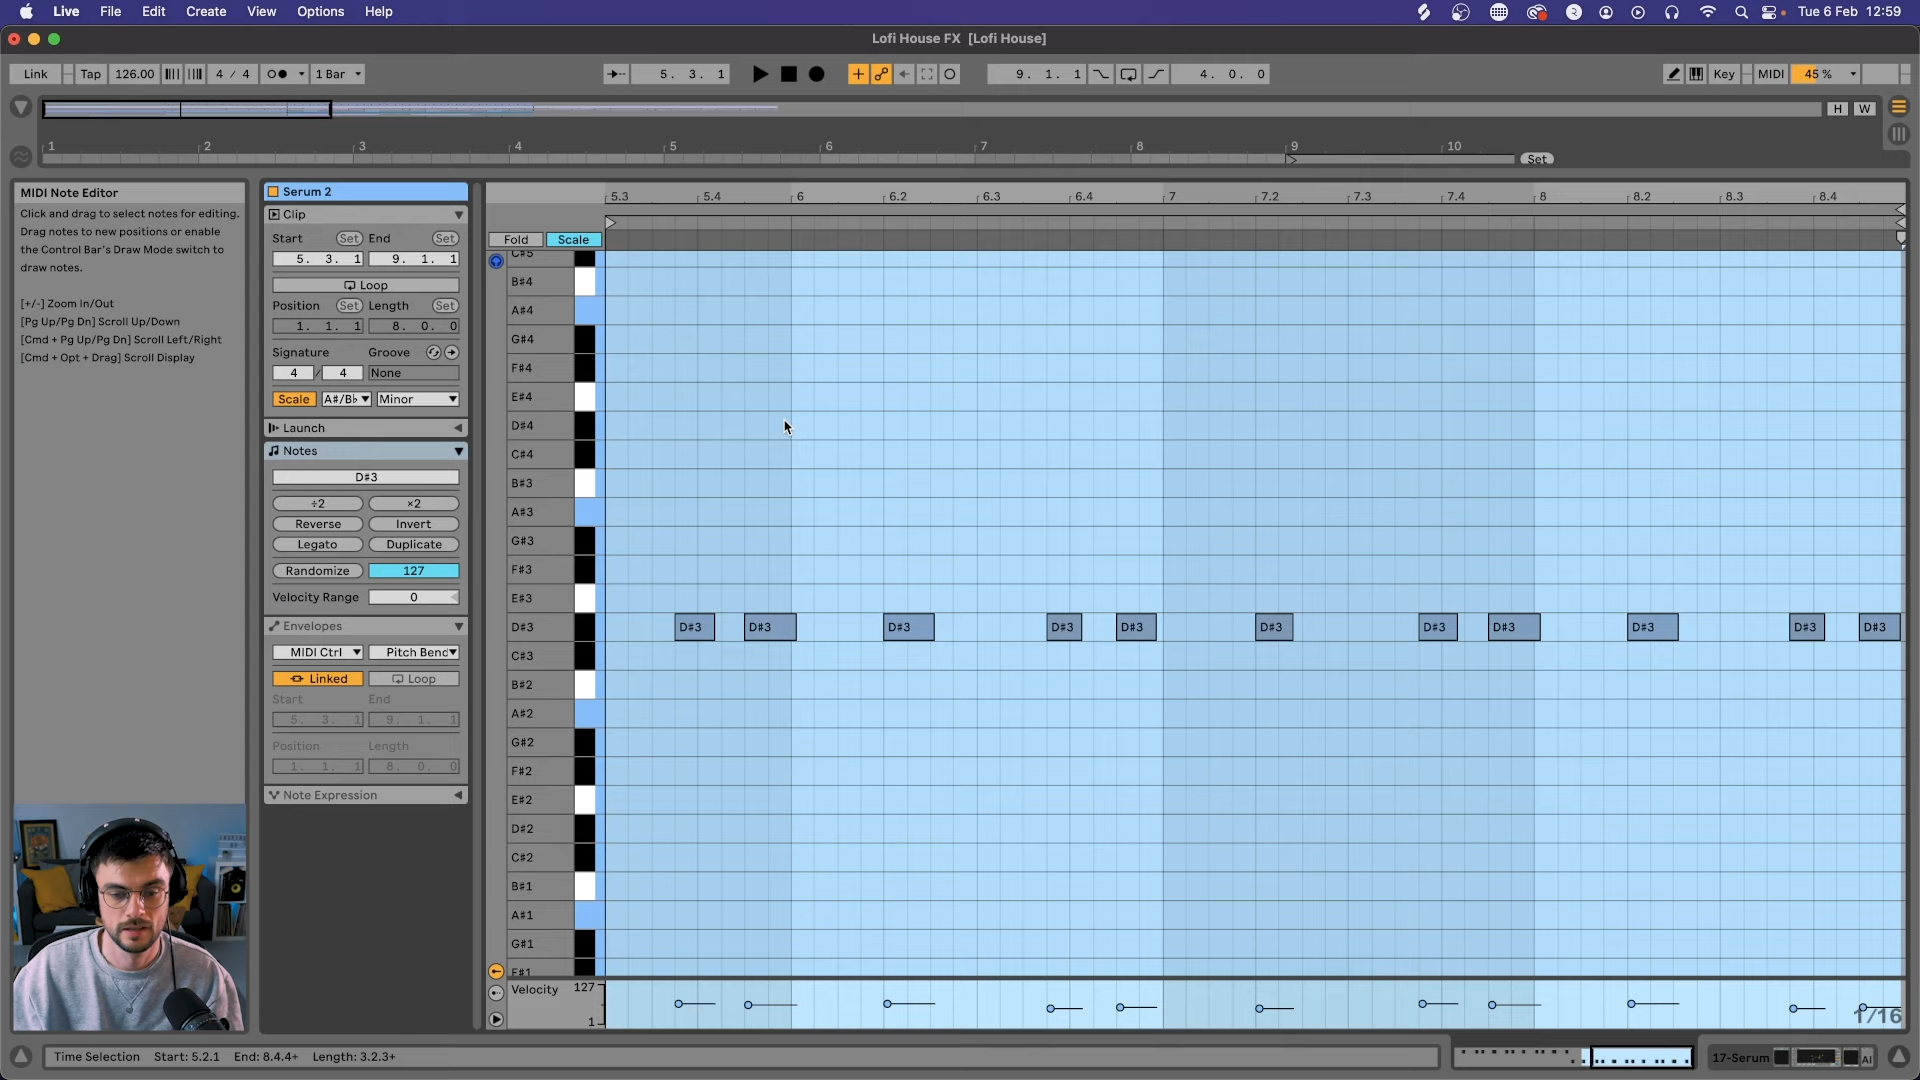 Live File Edit Create View Options Help Tue 6 Feb 12:59
Lofi House FX [Lofi House]
Link Tap 126.00 4 / 4 1 Bar 5. 3. 1 9. 1. 1 4. 0. 0 Key MIDI 45 %
H W
1 2 3 4 5 6 7 8 9 10
Set
MIDI Note Editor
Click and drag to select notes for editing.
Drag notes to new positions or enable
the Control Bar's Draw Mode switch to
draw notes.
[+/-] Zoom In/Out
[Pg Up/Pg Dn] Scroll Up/Down
[Cmd + Pg Up/Pg Dn] Scroll Left/Right
[Cmd + Opt + Drag] Scroll Display
Serum 2
Clip
Start Set End Set
5. 3. 1 9. 1. 1
Loop
Position Set Length Set
1. 1. 1 8. 0. 0
Signature Groove
4 / 4 None
Scale A#/B♭ Minor
Launch
Notes
D#3
÷2 ×2
Reverse Invert
Legato Duplicate
Randomize 127
Velocity Range 0
Envelopes
MIDI Ctrl Pitch Bend
Linked Loop
Start End
5. 3. 1 9. 1. 1
Position Length
1. 1. 1 8. 0. 0
Note Expression
5.3 5.4 6 6.2 6.3 6.4 7 7.2 7.3 7.4 8 8.2 8.3 8.4
Fold Scale
C#5
B#4
A#4
G#4
F#4
E#4
D#4
C#4
B#3
A#3
G#3
F#3
E#3
D#3 D#3 D#3 D#3 D#3 D#3 D#3 D#3 D#3 D#3 D#3 D#3
C#3
B#2
A#2
G#2
F#2
E#2
D#2
C#2
B#1
A#1
G#1
F#1
Velocity 127
1
1/16
Time Selection Start: 5.2.1 End: 8.4.4+ Length: 3.2.3+
17-Serum